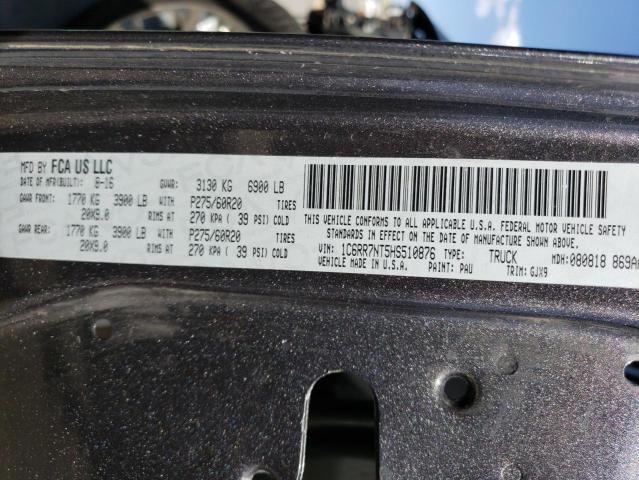 MFD BY FCA US LLC
DATE OF MFR(BUILT): 8-16 GVWR: 3130 KG 6900 LB
GAWR FRONT: 1770 KG 3900 LB WITH P275/60R20 TIRES
20X9.0 RIMS AT 270 KPA ( 39 PSI) COLD
GAWR REAR: 1770 KG 3900 LB WITH P275/60R20 TIRES
20X9.0 RIMS AT 270 KPA ( 39 PSI) COLD
THIS VEHICLE CONFORMS TO ALL APPLICABLE U.S.A. FEDERAL MOTOR VEHICLE SAFETY
STANDARDS IN EFFECT ON THE DATE OF MANUFACTURE SHOWN ABOVE.
VIN: 1C6RR7NT5HS510876 TYPE: TRUCK MDH: 080818 869A
VEHICLE MADE IN U.S.A. PAINT: PAU TRIM: GJX9